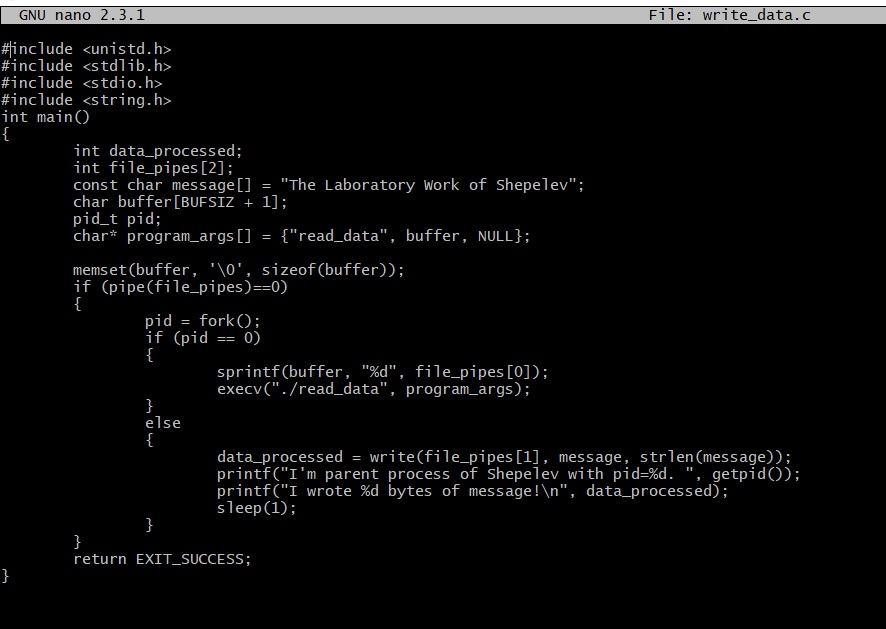 GNU nano 2.3.1 File: write_data.c
#include <unistd.h>
#include <stdlib.h>
#include <stdio.h>
#include <string.h>
int main()
{
        int data_processed;
        int file_pipes[2];
        const char message[] = "The Laboratory Work of Shepelev";
        char buffer[BUFSIZ + 1];
        pid_t pid;
        char* program_args[] = {"read_data", buffer, NULL};

        memset(buffer, '\0', sizeof(buffer));
        if (pipe(file_pipes)==0)
        {
                pid = fork();
                if (pid == 0)
                {
                        sprintf(buffer, "%d", file_pipes[0]);
                        execv("./read_data", program_args);
                }
                else
                {
                        data_processed = write(file_pipes[1], message, strlen(message));
                        printf("I'm parent process of Shepelev with pid=%d. ", getpid());
                        printf("I wrote %d bytes of message!\n", data_processed);
                        sleep(1);
                }
        }
        return EXIT_SUCCESS;
}